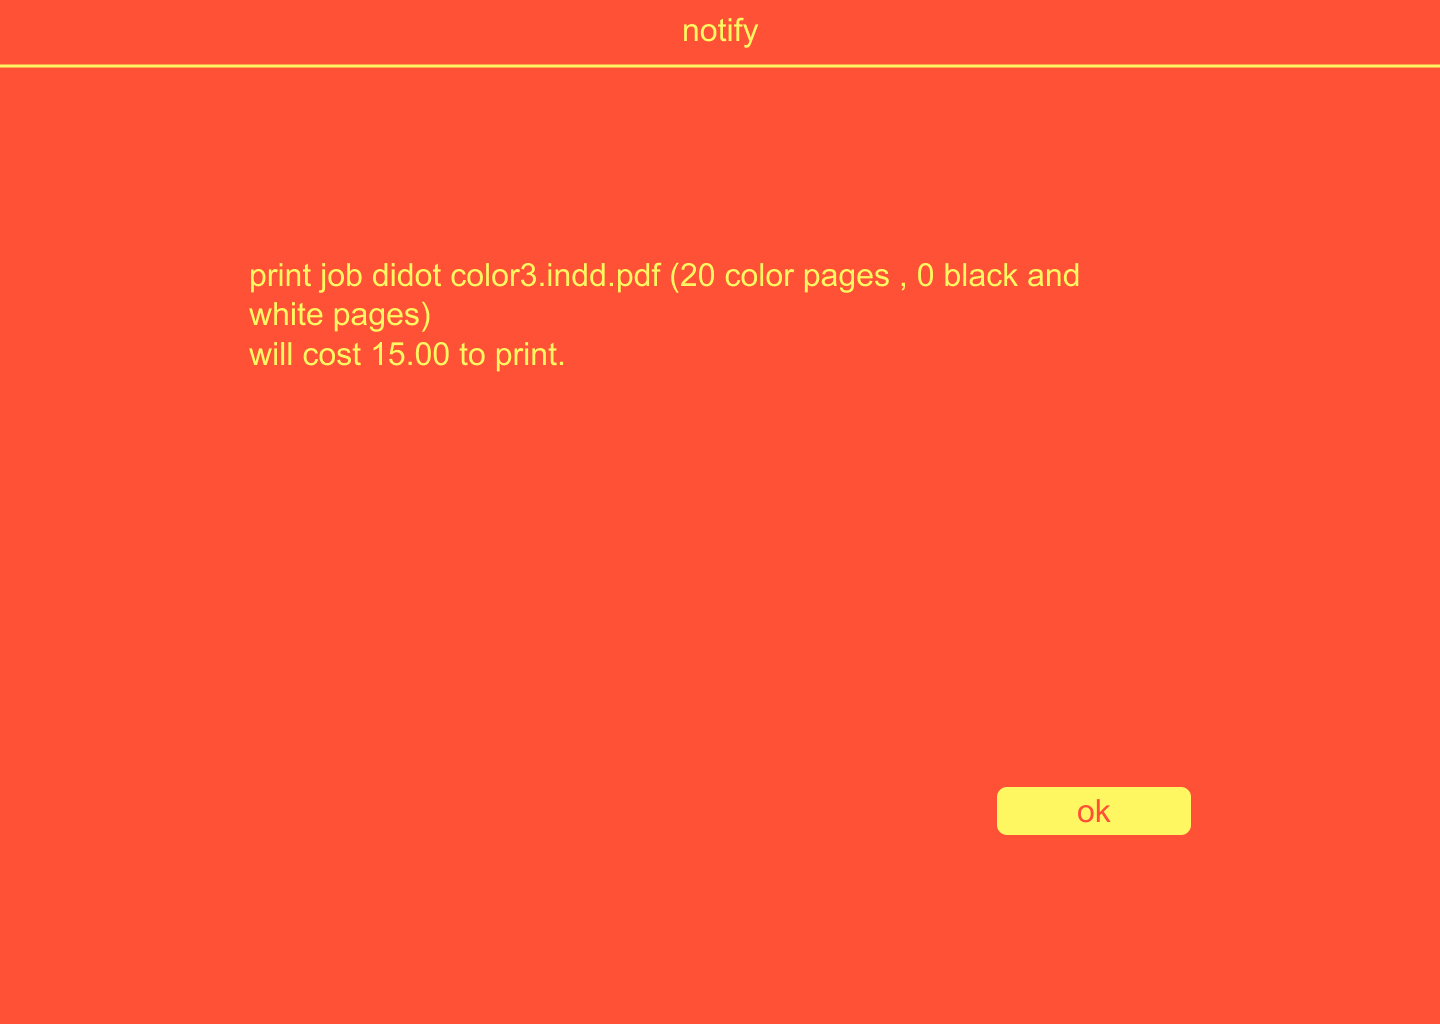 notify
print job didot color3.indd.pdf (20 color pages , 0 black and
white pages)
will cost 15.00 to print.
ok